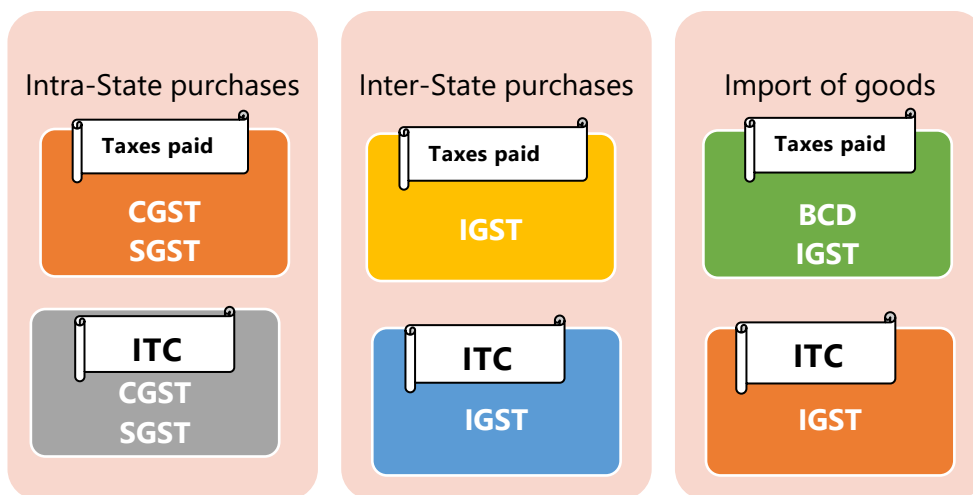 Intra-State purchases
Taxes paid
CGST
SGST
ITC
CGST
SGST
Inter-State purchases
Taxes paid
IGST
ITC
IGST
Import of goods
Taxes paid
BCD
IGST
ITC
IGST